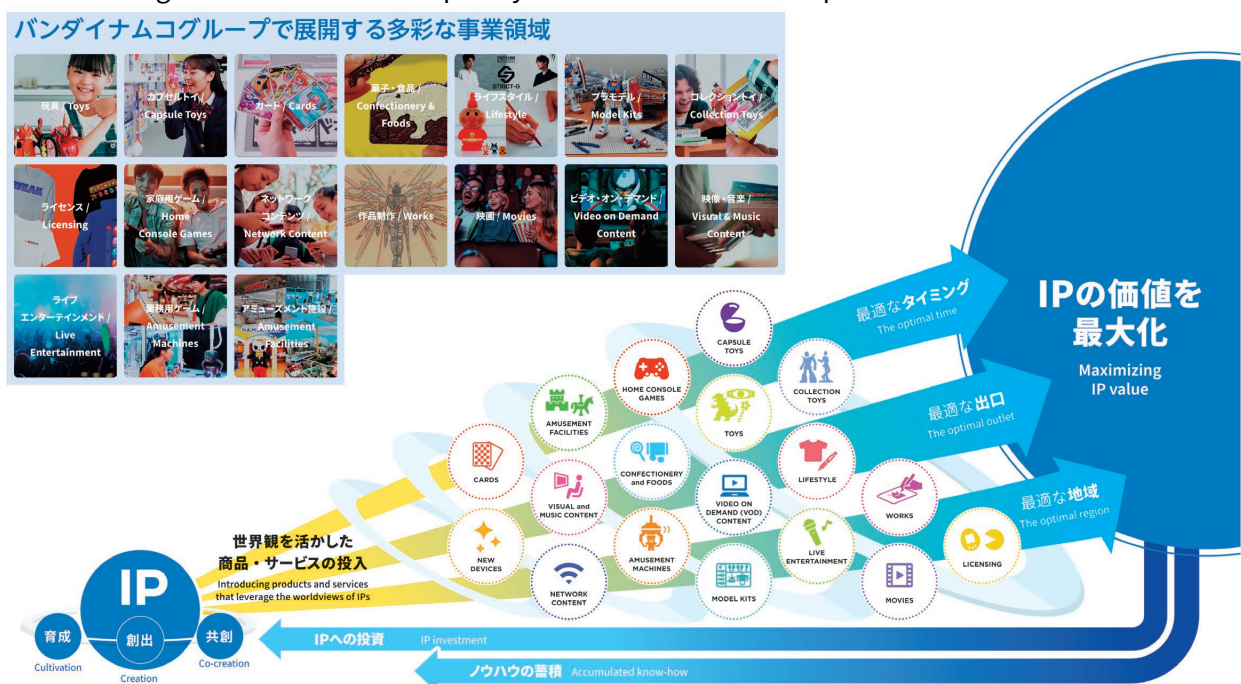 バンダイナムコグループで展開する多彩な事業領域
玩具 / Toys
カプセルトイ /
Capsule Toys
カード / Cards
菓子・食品 /
Confectionery &
Foods
STRICT-G
ライフスタイル /
Lifestyle
プラモデル /
Model Kits
コレクショントイ /
Collection Toys
ライセンス /
Licensing
家庭用ゲーム /
Home
Console Games
ネットワーク
コンテンツ /
Network Content
作品制作 / Works
映画 / Movies
ビデオ・オン・デマンド /
Video on Demand
Content
映像・音楽 /
Visual & Music
Content
ライブ
エンターテインメント /
Live
Entertainment
業務用ゲーム /
Amusement
Machines
アミューズメント施設 /
Amusement
Facilities
最適なタイミング
The optimal time
最適な出口
The optimal outlet
最適な地域
The optimal region
IPの価値を
最大化
Maximizing
IP value
CAPSULE
TOYS
HOME CONSOLE
GAMES
COLLECTION
TOYS
AMUSEMENT
FACILITIES
TOYS
CARDS
CONFECTIONERY
and FOODS
LIFESTYLE
VISUAL and
MUSIC CONTENT
VIDEO ON
DEMAND (VOD)
CONTENT
WORKS
NEW
DEVICES
AMUSEMENT
MACHINES
LIVE
ENTERTAINMENT
LICENSING
NETWORK
CONTENT
MODEL KITS
MOVIES
世界観を活かした
商品・サービスの投入
Introducing products and services
that leverage the worldviews of IPs
IP
育成
Cultivation
創出
Creation
共創
Co-creation
IPへの投資 IP investment
ノウハウの蓄積 Accumulated know-how